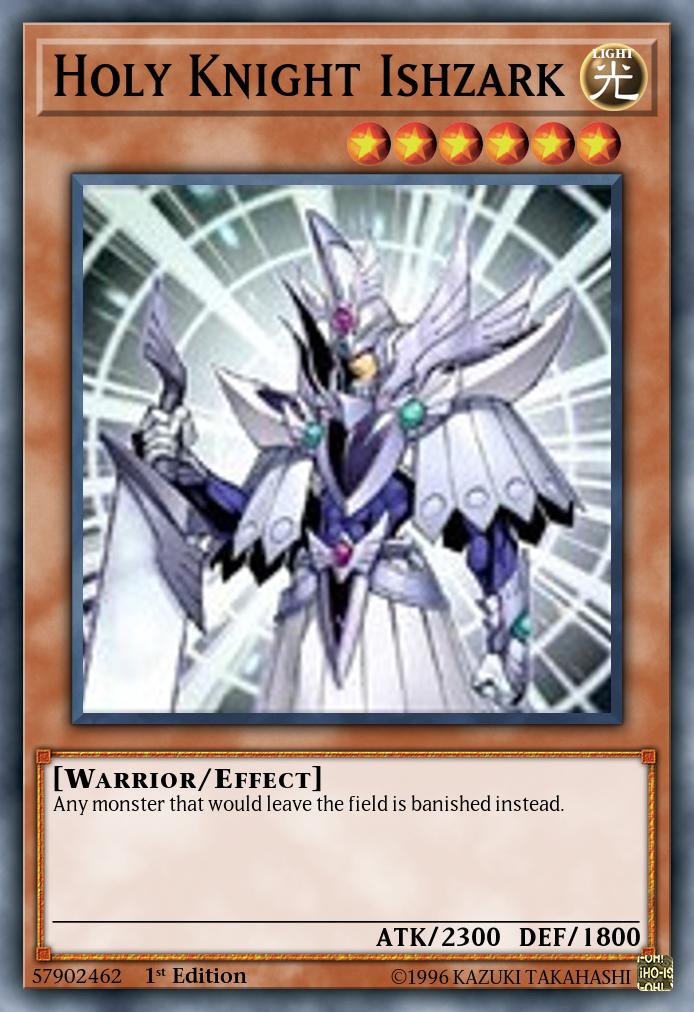 Holy Knight Ishzark
LIGHT
光
[Warrior/Effect]
Any monster that would leave the field is banished instead.
ATK/2300 DEF/1800
57902462 1st Edition ©1996 KAZUKI TAKAHASHI